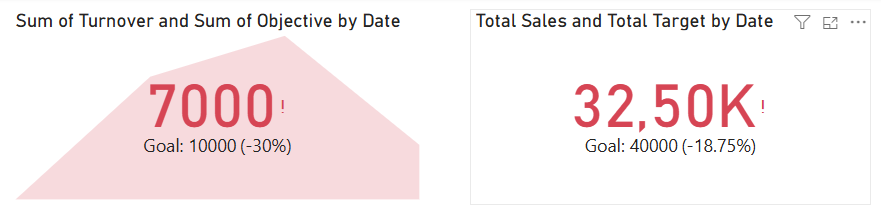 Sum of Turnover and Sum of Objective by Date
7000!
Goal: 10000 (-30%)
Total Sales and Total Target by Date
32,50K!
Goal: 40000 (-18.75%)